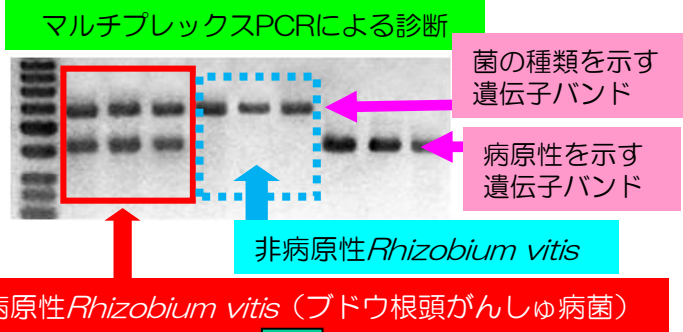 マルチプレックスPCRによる診断
菌の種類を示す
遺伝子バンド
病原性を示す
遺伝子バンド
非病原性Rhizobium vitis
病原性Rhizobium vitis（ブドウ根頭がんしゅ病菌）